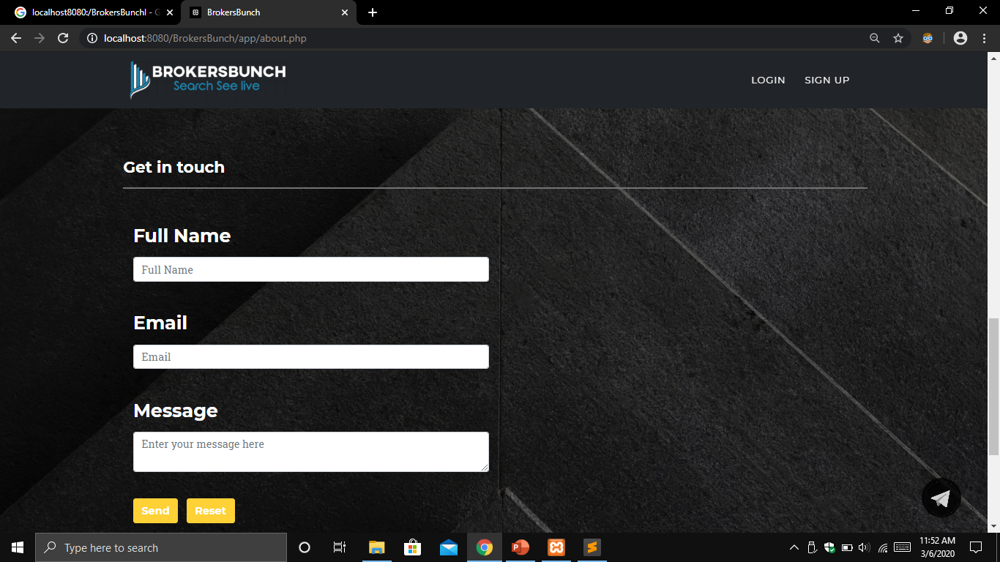 localhost8080:/BrokersBunchl - G
BrokersBunch
localhost:8080/BrokersBunch/app/about.php
BROKERSBUNCH
Search See live
LOGIN SIGN UP
Get in touch
Full Name
Full Name
Email
Email
Message
Enter your message here
Send Reset
Type here to search
11:52 AM
3/6/2020